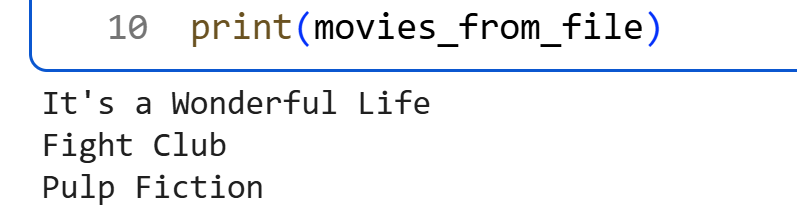 10 print(movies_from_file)
It's a Wonderful Life
Fight Club
Pulp Fiction